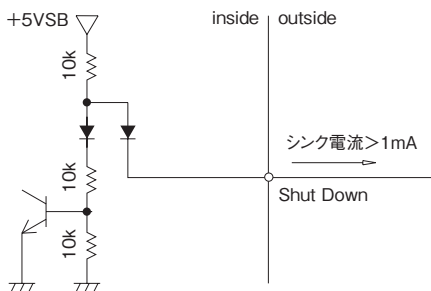 +5VSB
inside
outside
10k
シンク電流>1mA
10k
Shut Down
10k